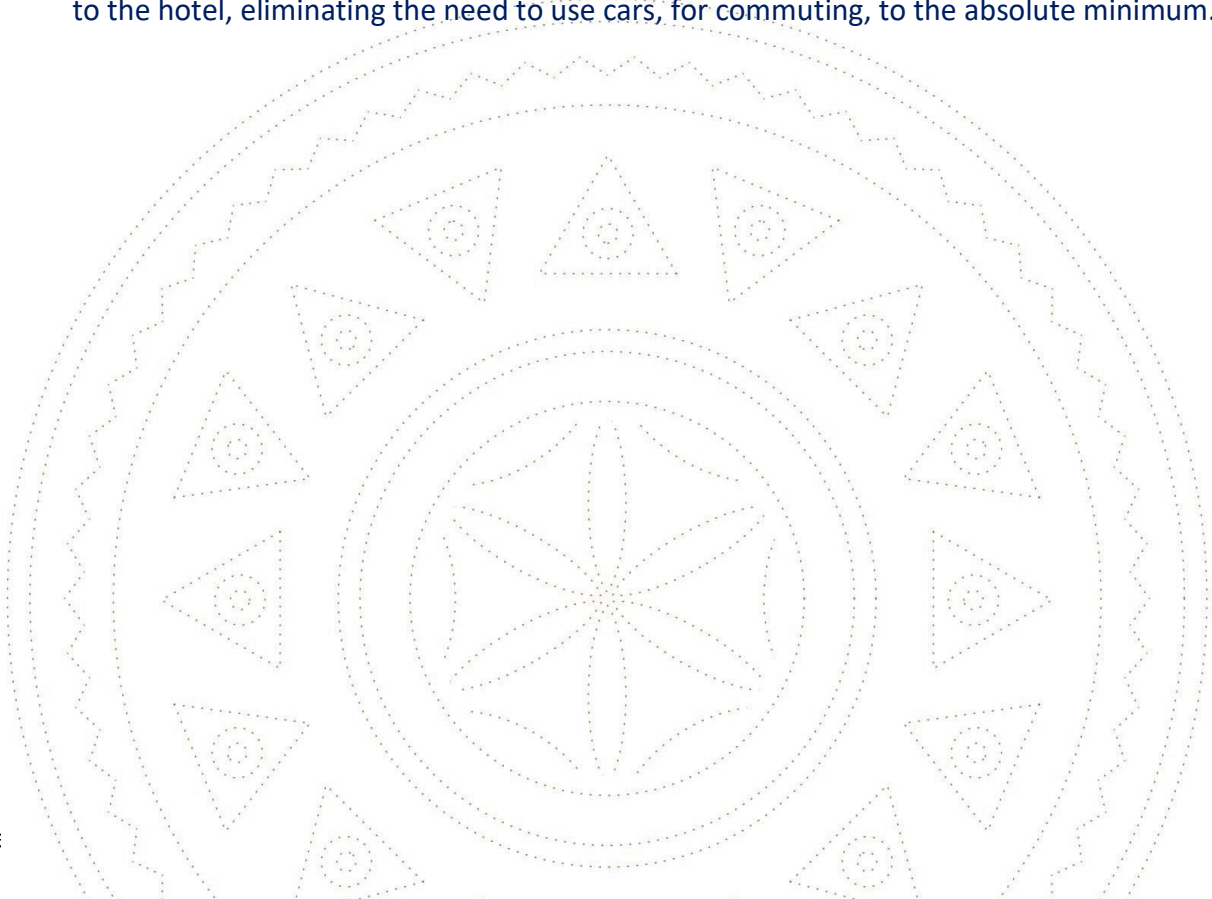 to the hotel, eliminating the need to use cars, for commuting, to the absolute minimum.